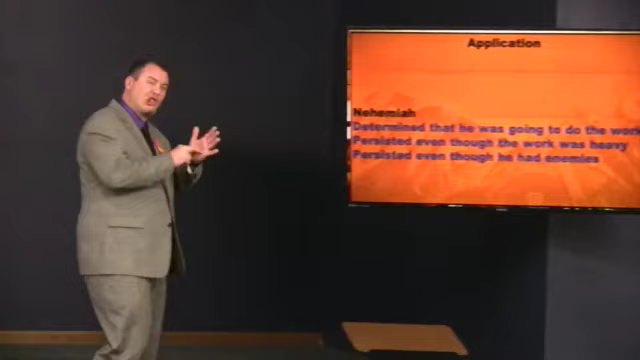 Application
Nehemiah
Determined that he was going to do the work
Persisted even though the work was heavy
Persisted even though he had enemies